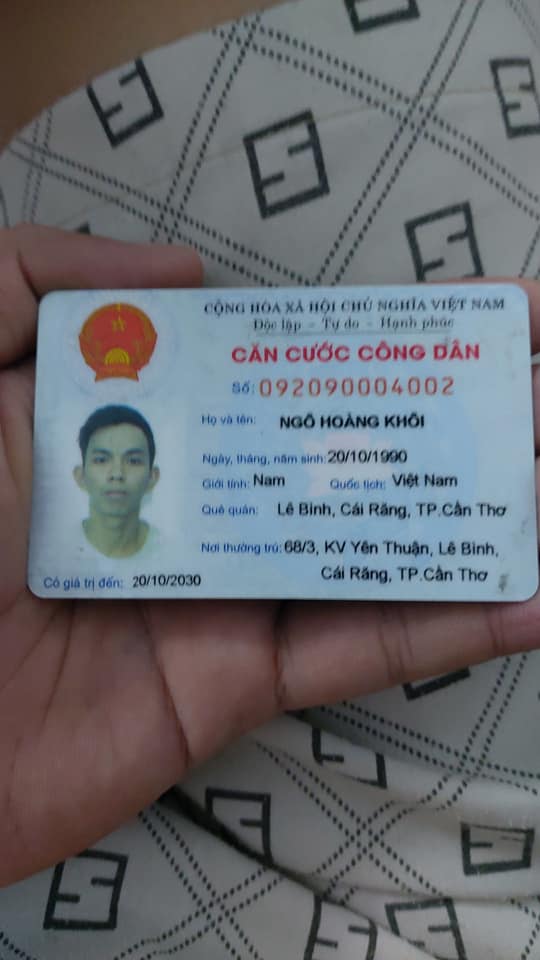 CỘNG HÒA XÃ HỘI CHỦ NGHĨA VIỆT NAM
Độc lập - Tự do - Hạnh phúc
CĂN CƯỚC CÔNG DÂN
Số: 092090004002
Họ và tên: NGÔ HOÀNG KHÔI
Ngày, tháng, năm sinh: 20/10/1990
Giới tính: Nam Quốc tịch: Việt Nam
Quê quán: Lê Bình, Cái Răng, TP.Cần Thơ
Nơi thường trú: 68/3, KV Yên Thuận, Lê Bình,
Cái Răng, TP.Cần Thơ
Có giá trị đến: 20/10/2030